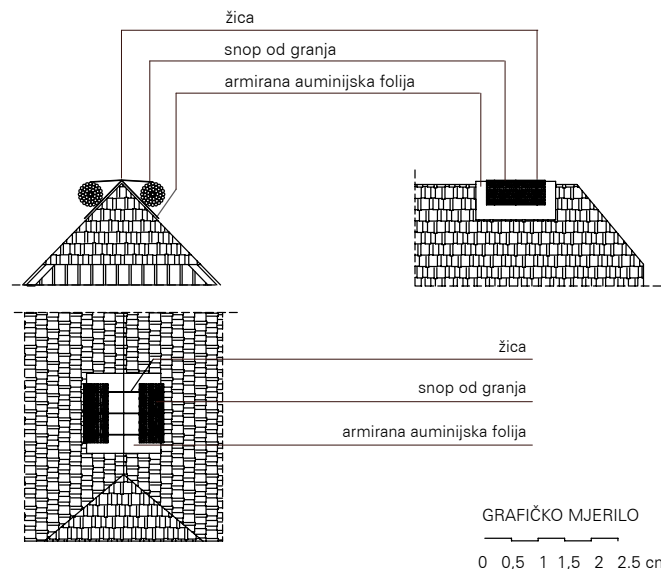 žica
snop od granja
armirana auminijska folija
žica
snop od granja
armirana auminijska folija
GRAFIČKO MJERILO
0 0,5 1 1,5 2 2.5 cm